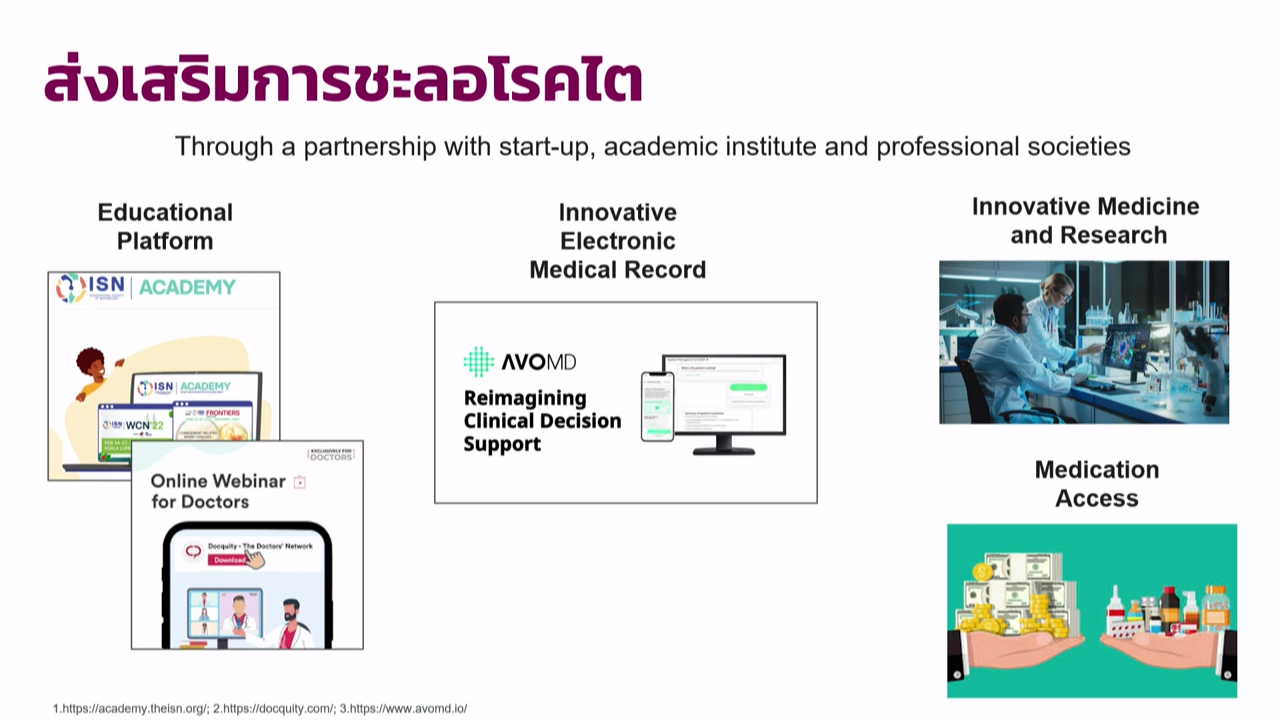 ส่งเสริมการชะลอโรคไต
Through a partnership with start-up, academic institute and professional societies
Educational
Platform
ISN ACADEMY
ISN ACADEMY
ISN WCN'22
FRONTIERS
EXCLUSIVELY FOR
DOCTORS
Online Webinar
for Doctors
Docquity - The Doctors' Network
Download
Innovative
Electronic
Medical Record
AVOMD
Reimagining
Clinical Decision
Support
Innovative Medicine
and Research
Medication
Access
1.https://academy.theisn.org/; 2.https://docquity.com/; 3.https://www.avomd.io/